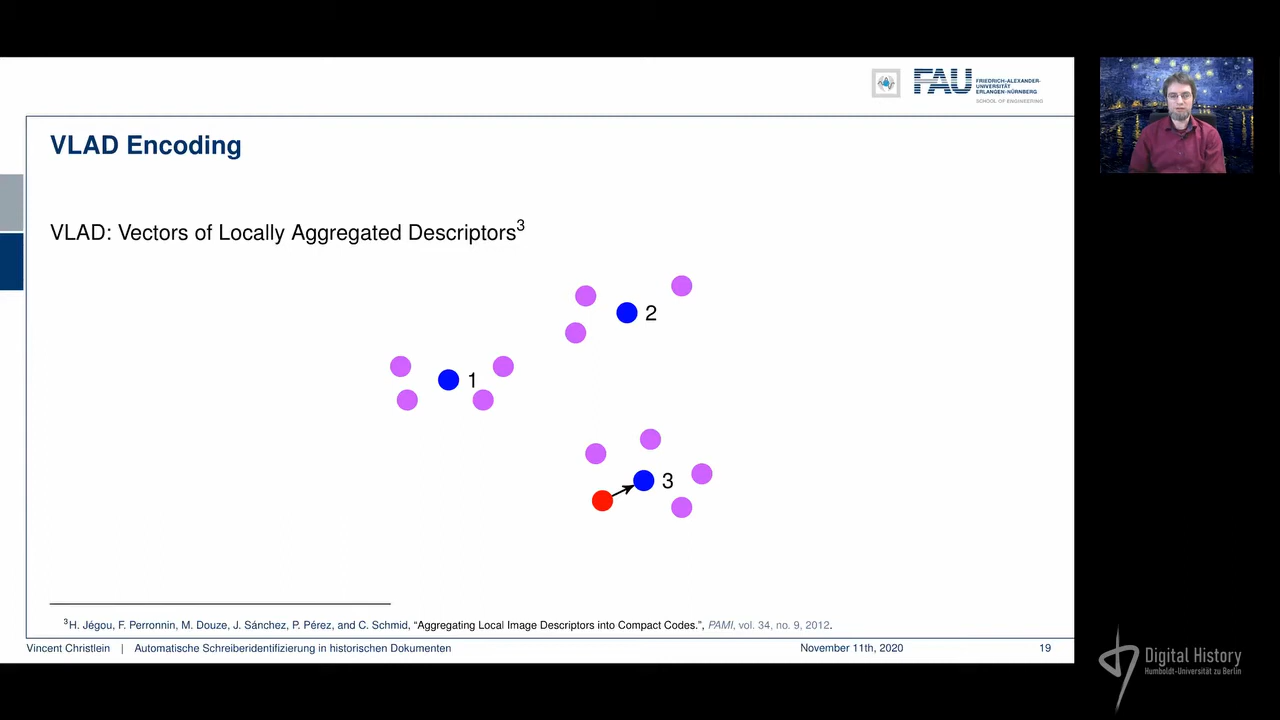 FAU
FRIEDRICH-ALEXANDER-
UNIVERSITÄT
ERLANGEN-NÜRNBERG
SCHOOL OF ENGINEERING
VLAD Encoding
VLAD: Vectors of Locally Aggregated Descriptors³
2
1
3
³H. Jégou, F. Perronnin, M. Douze, J. Sánchez, P. Pérez, and C. Schmid, “Aggregating Local Image Descriptors into Compact Codes.”, PAMI, vol. 34, no. 9, 2012.
Vincent Christlein | Automatische Schreiberidentifizierung in historischen Dokumenten November 11th, 2020 19
Digital History
Humboldt-Universität zu Berlin